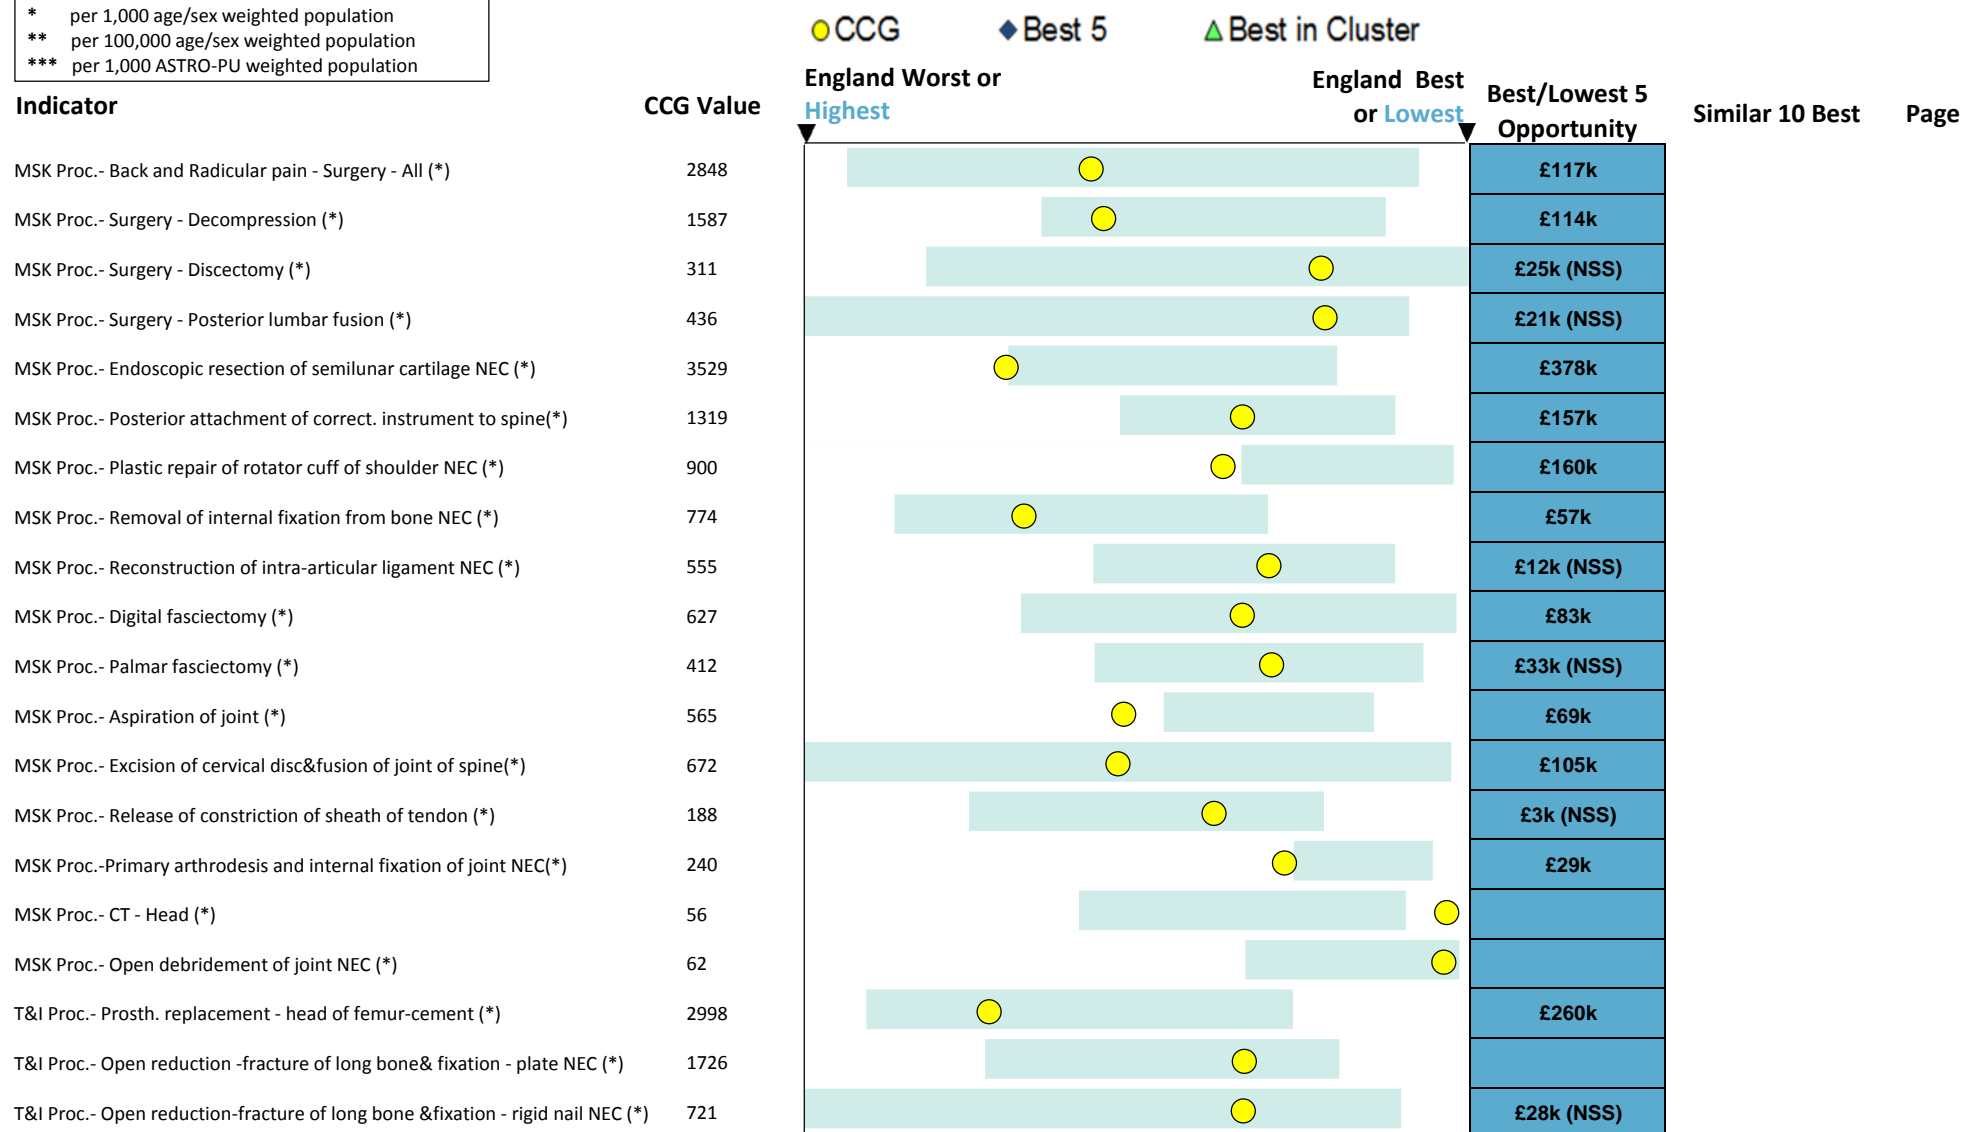 * per 1,000 age/sex weighted population
** per 100,000 age/sex weighted population
*** per 1,000 ASTRO-PU weighted population
CCG Best 5 Best in Cluster
Indicator CCG Value England Worst or Highest England Best or Lowest Best/Lowest 5 Opportunity Similar 10 Best Page
MSK Proc.- Back and Radicular pain - Surgery - All (*) 2848 £117k
MSK Proc.- Surgery - Decompression (*) 1587 £114k
MSK Proc.- Surgery - Discectomy (*) 311 £25k (NSS)
MSK Proc.- Surgery - Posterior lumbar fusion (*) 436 £21k (NSS)
MSK Proc.- Endoscopic resection of semilunar cartilage NEC (*) 3529 £378k
MSK Proc.- Posterior attachment of correct. instrument to spine(*) 1319 £157k
MSK Proc.- Plastic repair of rotator cuff of shoulder NEC (*) 900 £160k
MSK Proc.- Removal of internal fixation from bone NEC (*) 774 £57k
MSK Proc.- Reconstruction of intra-articular ligament NEC (*) 555 £12k (NSS)
MSK Proc.- Digital fasciectomy (*) 627 £83k
MSK Proc.- Palmar fasciectomy (*) 412 £33k (NSS)
MSK Proc.- Aspiration of joint (*) 565 £69k
MSK Proc.- Excision of cervical disc&fusion of joint of spine(*) 672 £105k
MSK Proc.- Release of constriction of sheath of tendon (*) 188 £3k (NSS)
MSK Proc.-Primary arthrodesis and internal fixation of joint NEC(*) 240 £29k
MSK Proc.- CT - Head (*) 56
MSK Proc.- Open debridement of joint NEC (*) 62
T&I Proc.- Prosth. replacement - head of femur-cement (*) 2998 £260k
T&I Proc.- Open reduction -fracture of long bone& fixation - plate NEC (*) 1726
T&I Proc.- Open reduction-fracture of long bone &fixation - rigid nail NEC (*) 721 £28k (NSS)